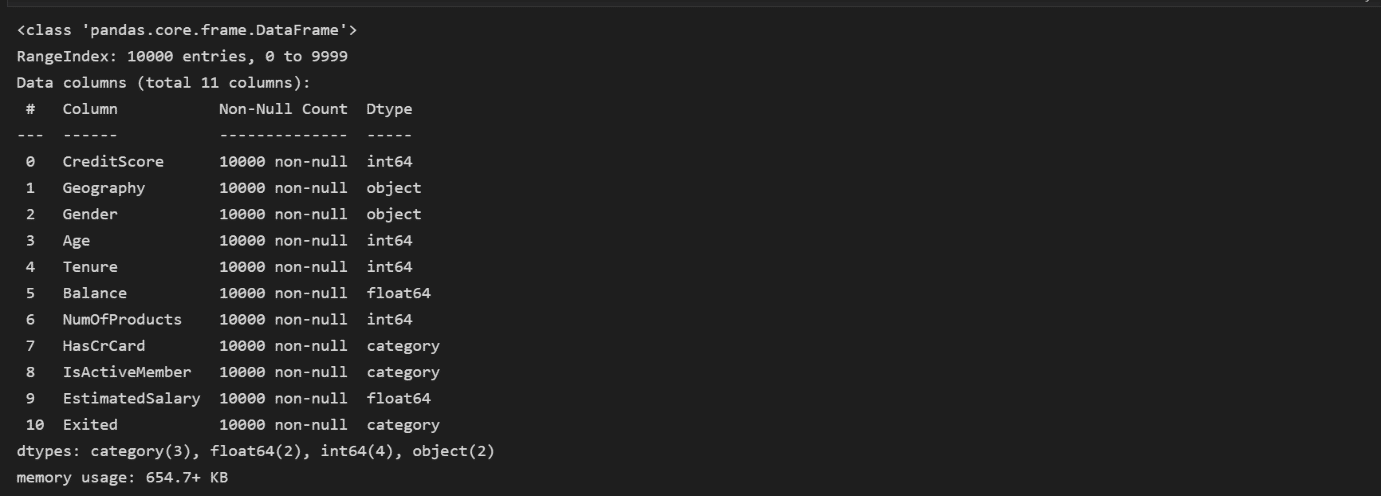 <class 'pandas.core.frame.DataFrame'>
RangeIndex: 10000 entries, 0 to 9999
Data columns (total 11 columns):
 #   Column           Non-Null Count  Dtype
---  ------           --------------  -----
 0   CreditScore      10000 non-null  int64
 1   Geography        10000 non-null  object
 2   Gender           10000 non-null  object
 3   Age              10000 non-null  int64
 4   Tenure           10000 non-null  int64
 5   Balance          10000 non-null  float64
 6   NumOfProducts    10000 non-null  int64
 7   HasCrCard        10000 non-null  category
 8   IsActiveMember   10000 non-null  category
 9   EstimatedSalary  10000 non-null  float64
 10  Exited           10000 non-null  category
dtypes: category(3), float64(2), int64(4), object(2)
memory usage: 654.7+ KB